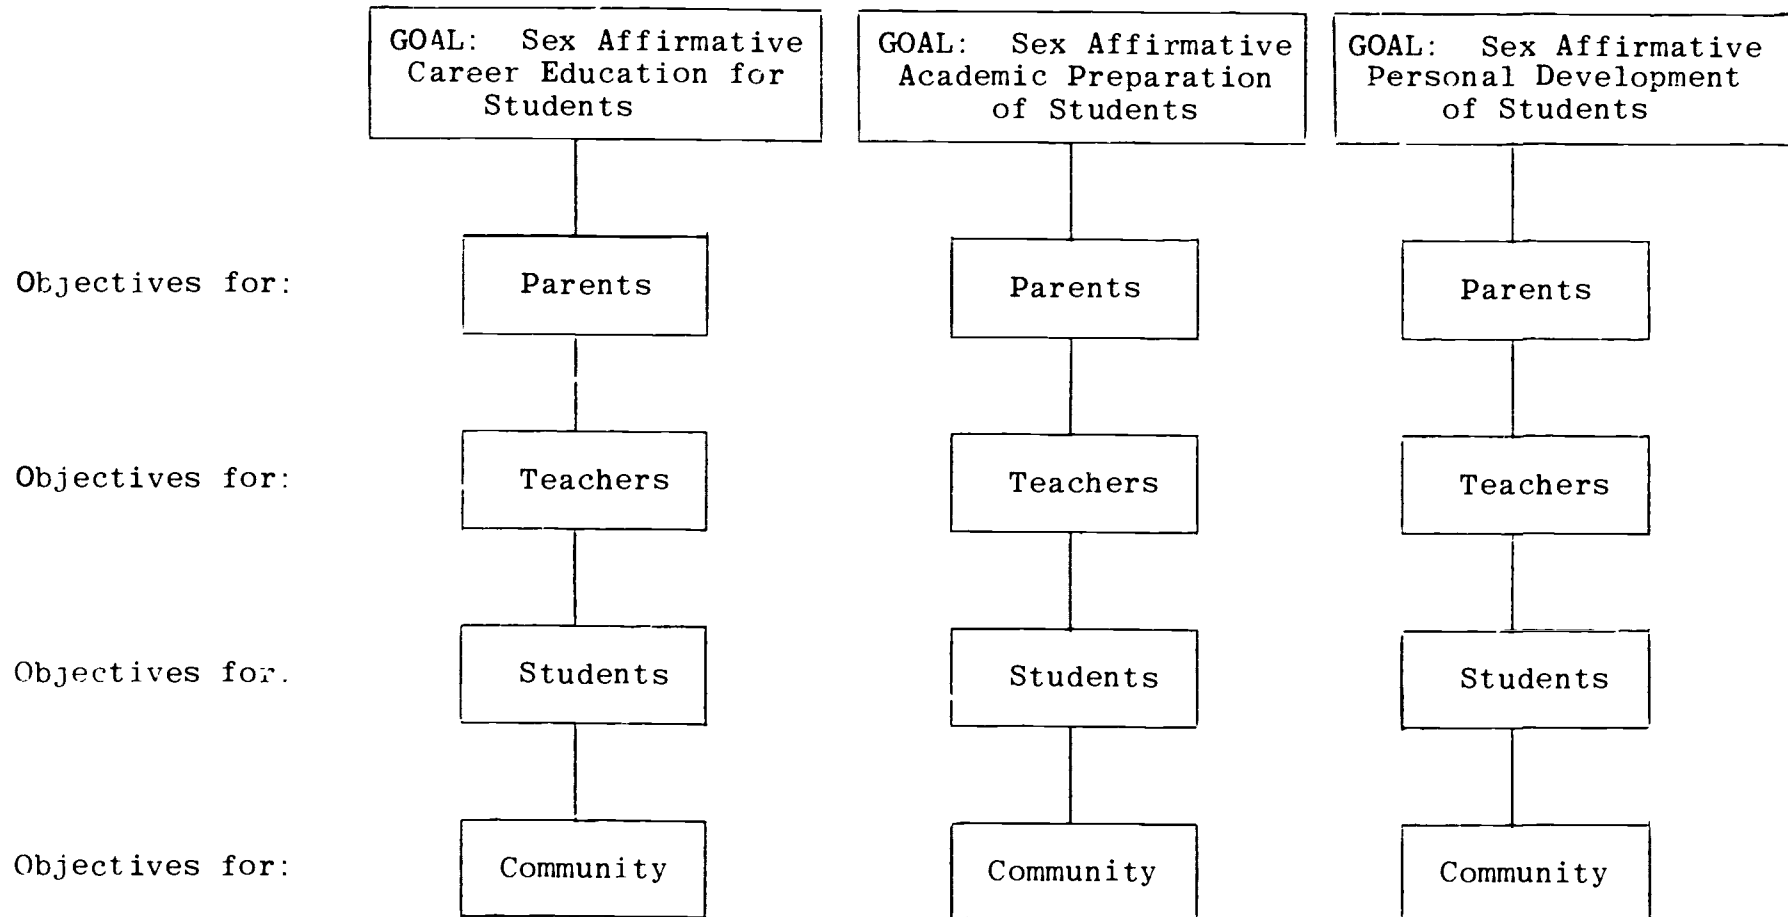 GOAL: Sex Affirmative
Career Education for
Students
GOAL: Sex Affirmative
Academic Preparation
of Students
GOAL: Sex Affirmative
Personal Development
of Students
Objectives for:
Parents
Parents
Parents
Objectives for:
Teachers
Teachers
Teachers
Objectives for.
Students
Students
Students
Objectives for:
Community
Community
Community